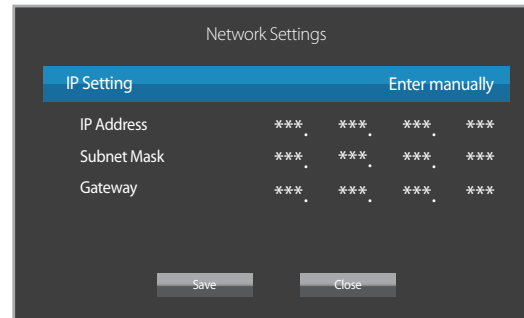 Network Settings
IP Setting Enter manually
IP Address ***. ***. ***. ***
Subnet Mask ***. ***. ***. ***
Gateway ***. ***. ***. ***
Save Close